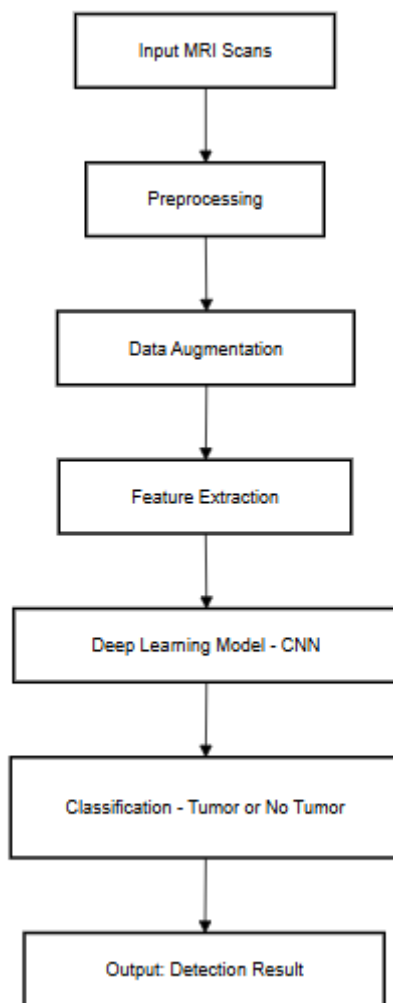 Input MRI Scans
Preprocessing
Data Augmentation
Feature Extraction
Deep Learning Model - CNN
Classification - Tumor or No Tumor
Output: Detection Result